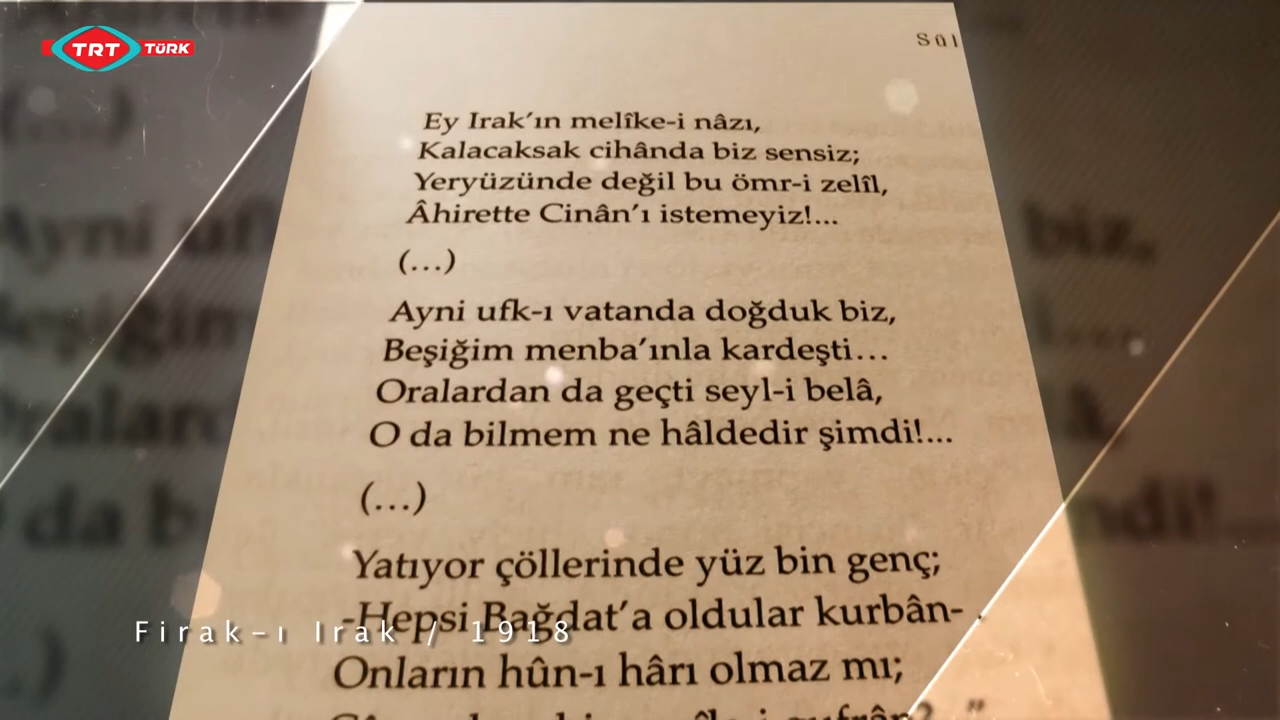 TRT TÜRK
Sül
Ey Irak'ın melîke-i nâzı,
Kalacaksak cihânda biz sensiz;
Yeryüzünde değil bu ömr-i zelîl,
Âhirette Cinân'ı istemeyiz!...
(...)
Ayni ufk-ı vatanda doğduk biz,
Beşiğim menba'ınla kardeşti...
Oralardan da geçti seyl-i belâ,
O da bilmem ne hâldedir şimdi!...
(...)
Yatıyor çöllerinde yüz bin genç;
-Hepsi Bağdat'a oldular kurbân-
Onların hûn-ı hârı olmaz mı;
Firak-ı Irak / 1918